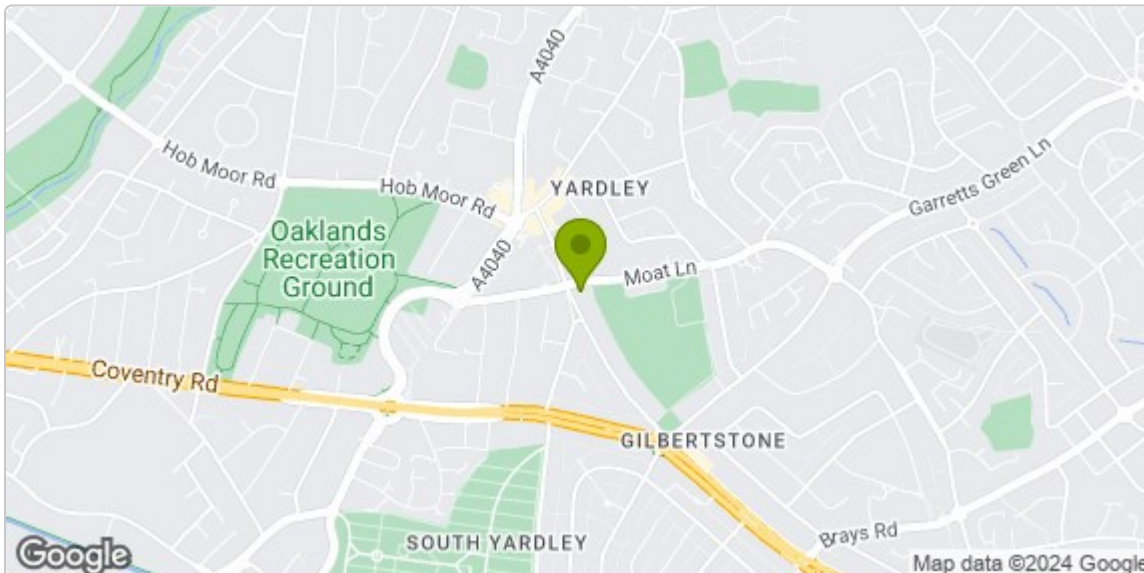 A4040
Hob Moor Rd
Hob Moor Rd
YARDLEY
Garretts Green Ln
Oaklands
Recreation
Ground
A4040
Moat Ln
Coventry Rd
GILBERTSTONE
SOUTH YARDLEY
Brays Rd
Google
Map data ©2024 Google